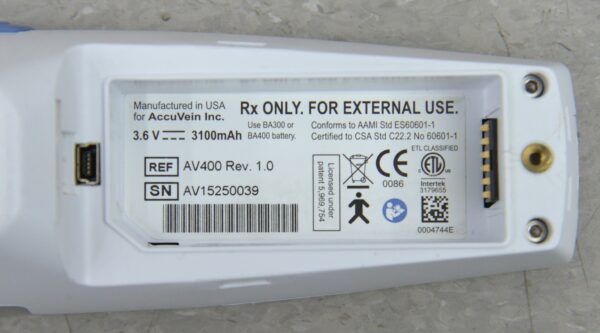 Manufactured in USA
for AccuVein Inc.
Rx ONLY. FOR EXTERNAL USE.
3.6 V 3100mAh
Use BA300 or
BA400 battery.
Conforms to AAMI Std ES60601-1
Certified to CSA Std C22.2 No 60601-1
REF AV400 Rev. 1.0
SN AV15250039
Licensed under
patent 5,969,754
CE
0086
ETL CLASSIFIED
ETL
Intertek
3179655
0004744E